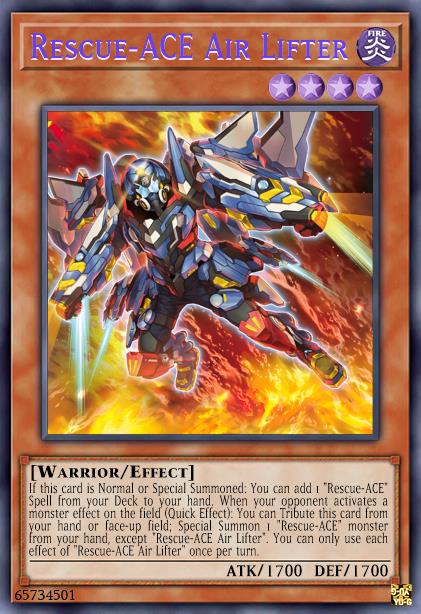 Rescue-ACE Air Lifter
FIRE
炎
[Warrior/Effect]
If this card is Normal or Special Summoned: You can add 1 "Rescue-ACE"
Spell from your Deck to your hand. When your opponent activates a
monster effect on the field (Quick Effect): You can Tribute this card from
your hand or face-up field; Special Summon 1 "Rescue-ACE" monster
from your hand, except "Rescue-ACE Air Lifter". You can only use each
effect of "Rescue-ACE Air Lifter" once per turn.
ATK/1700 DEF/1700
65734501